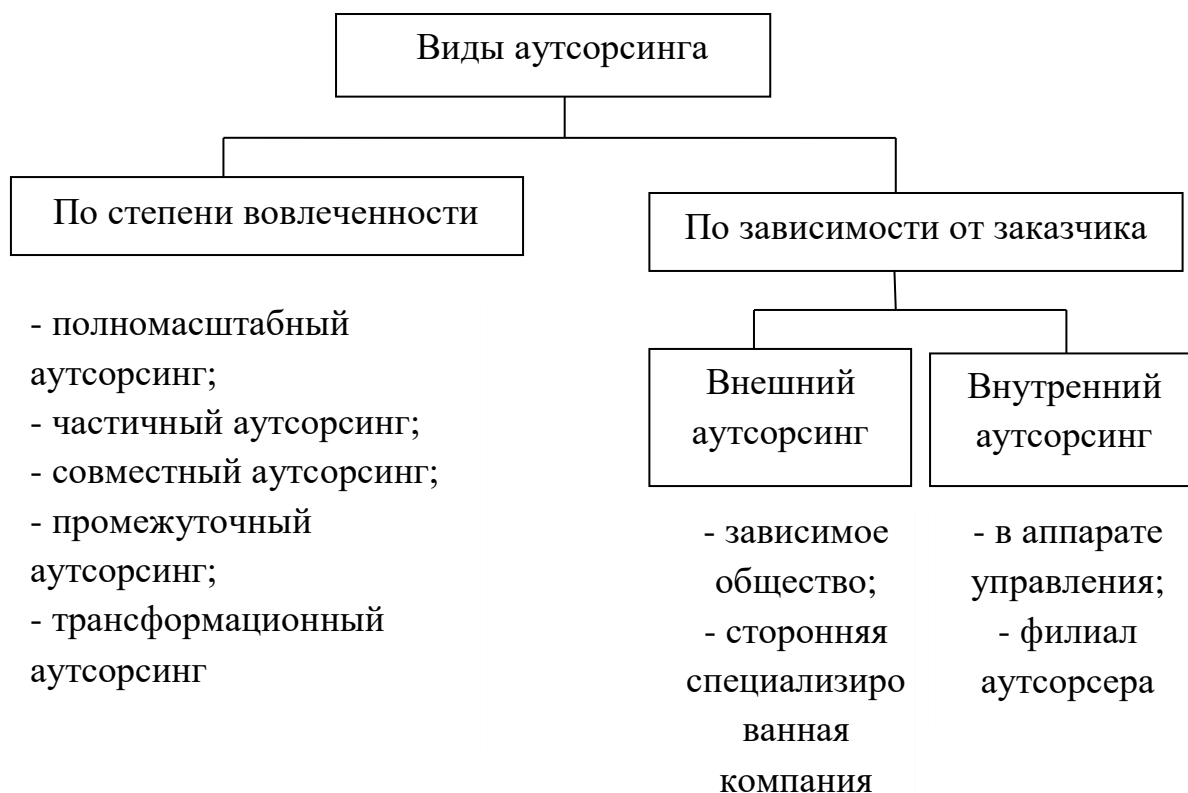 Виды аутсорсинга
По степени вовлеченности
- полномасштабный
аутсорсинг;
- частичный аутсорсинг;
- совместный аутсорсинг;
- промежуточный
аутсорсинг;
- трансформационный
аутсорсинг
По зависимости от заказчика
Внешний
аутсорсинг
- зависимое
общество;
- сторонняя
специализиро
ванная
компания
Внутренний
аутсорсинг
- в аппарате
управления;
- филиал
аутсорсера